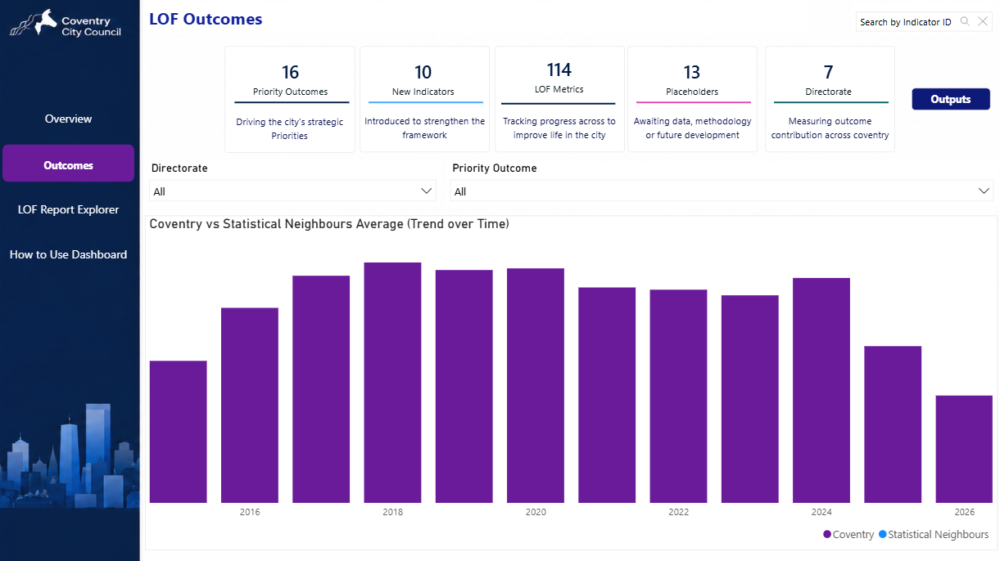 Coventry
City Council
LOF Outcomes
Search by Indicator ID
16
Priority Outcomes
Driving the city's strategic
Priorities
10
New Indicators
Introduced to strengthen the
framework
114
LOF Metrics
Tracking progress across to
improve life in the city
13
Placeholders
Awaiting data, methodology
or future development
7
Directorate
Measuring outcome
contribution across coventry
Outputs
Overview
Outcomes
LOF Report Explorer
How to Use Dashboard
Directorate
All
Priority Outcome
All
Coventry vs Statistical Neighbours Average (Trend over Time)
2016 2018 2020 2022 2024 2026
Coventry Statistical Neighbours